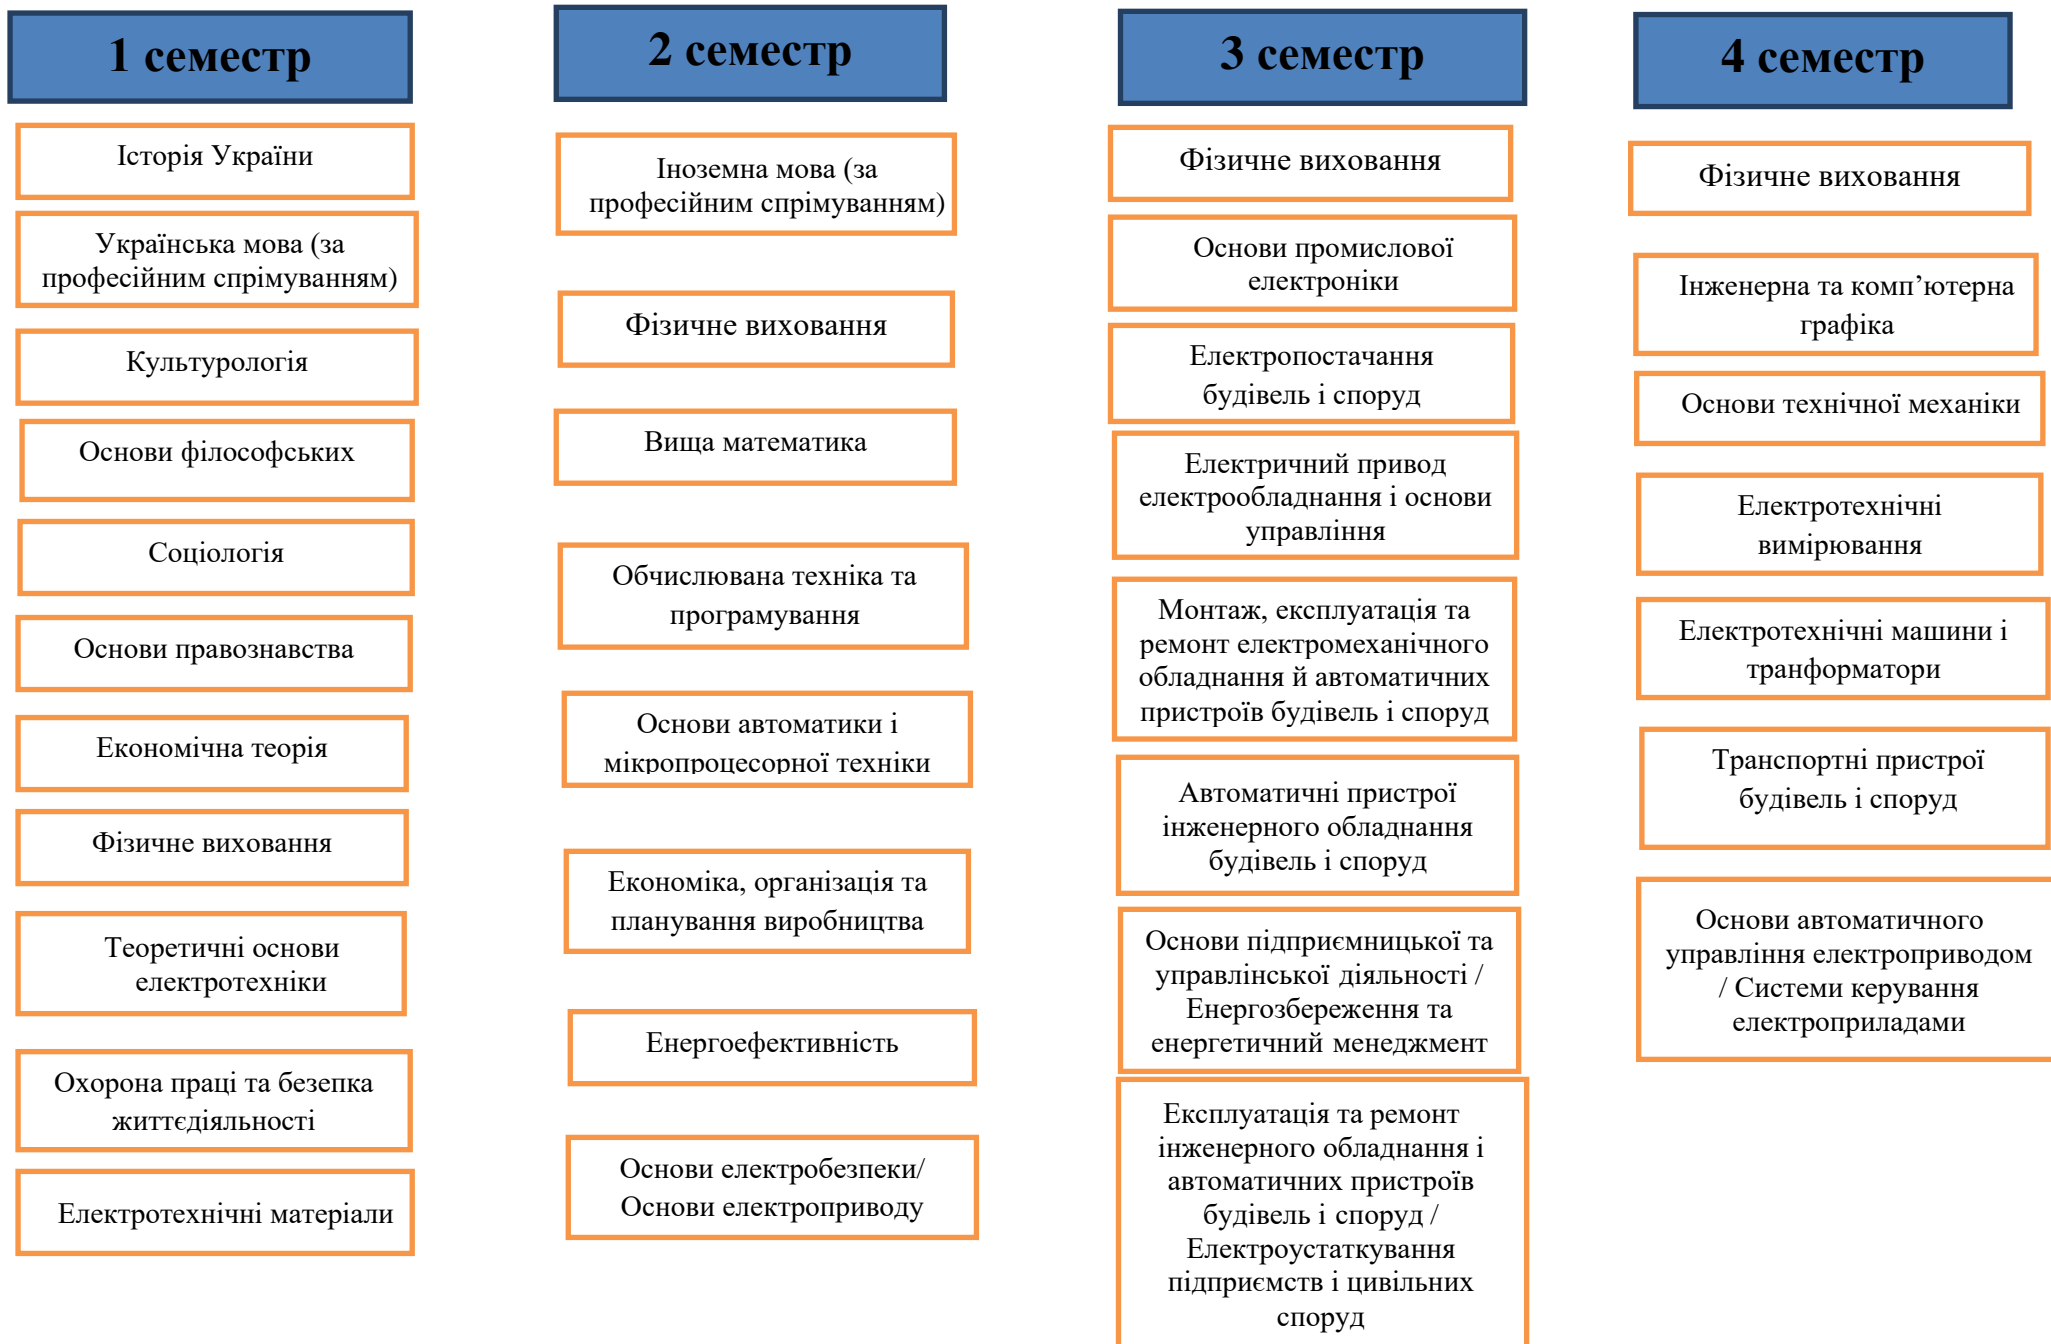 1 семестр
Історія України
Українська мова (за
професійним спрімуванням)
Культурологія
Основи філософських
Соціологія
Основи правознавства
Економічна теорія
Фізичне виховання
Теоретичні основи
електротехніки
Охорона праці та безепка
життєдіяльності
Електротехнічні матеріали
2 семестр
Іноземна мова (за
професійним спрімуванням)
Фізичне виховання
Вища математика
Обчислювана техніка та
програмування
Основи автоматики і
мікропроцесорної техніки
Економіка, організація та
планування виробництва
Енергоефективність
Основи електробезпеки/
Основи електроприводу
3 семестр
Фізичне виховання
Основи промислової
електроніки
Електропостачання
будівель і споруд
Електричний привод
електрообладнання і основи
управління
Монтаж, експлуатація та
ремонт електромеханічного
обладнання й автоматичних
пристроїв будівель і споруд
Автоматичні пристрої
інженерного обладнання
будівель і споруд
Основи підприємницької та
управлінської діяльності /
Енергозбереження та
енергетичний менеджмент
Експлуатація та ремонт
інженерного обладнання і
автоматичних пристроїв
будівель і споруд /
Електроустаткування
підприємств і цивільних
споруд
4 семестр
Фізичне виховання
Інженерна та комп’ютерна
графіка
Основи технічної механіки
Електротехнічні
вимірювання
Електротехнічні машини і
транформатори
Транспортні пристрої
будівель і споруд
Основи автоматичного
управління електроприводом
/ Системи керування
електроприладами